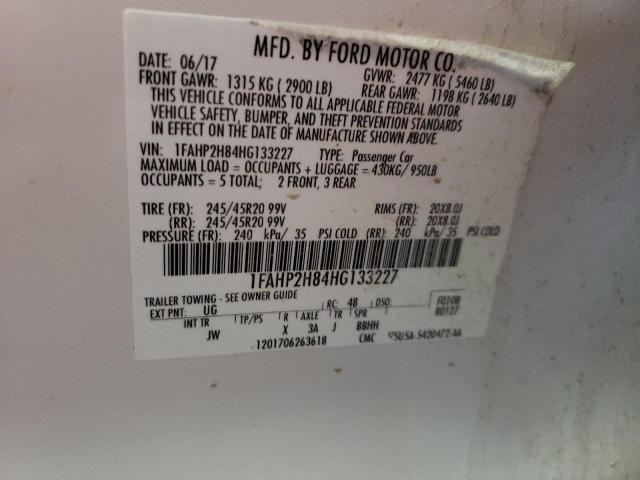 MFD. BY FORD MOTOR CO.
DATE: 06/17 GVWR: 2477 KG (5460 LB)
FRONT GAWR: 1315 KG (2900 LB) REAR GAWR: 1198 KG (2640 LB)
THIS VEHICLE CONFORMS TO ALL APPLICABLE FEDERAL MOTOR
VEHICLE SAFETY, BUMPER, AND THEFT PREVENTION STANDARDS
IN EFFECT ON THE DATE OF MANUFACTURE SHOWN ABOVE.
VIN: 1FAHP2H84HG133227 TYPE: Passenger Car
MAXIMUM LOAD = OCCUPANTS + LUGGAGE = 430KG/ 950LB
OCCUPANTS = 5 TOTAL; 2 FRONT, 3 REAR
TIRE (FR): 245/45R20 99V RIMS (FR): 20X8.0J
(RR): 245/45R20 99V (RR): 20X8.0J
PRESSURE (FR): 240 kPa/ 35 PSI COLD (RR): 240 kPa/ 35 PSI COLD
1FAHP2H84HG133227
TRAILER TOWING - SEE OWNER GUIDE
EXT PNT: UG RC: 48 DSO: F0108
R0127
INT TR TP/PS R AXLE TR SPR
JW X 3A J BBHH
1201706263618 CMC 5USA-5420472-AA